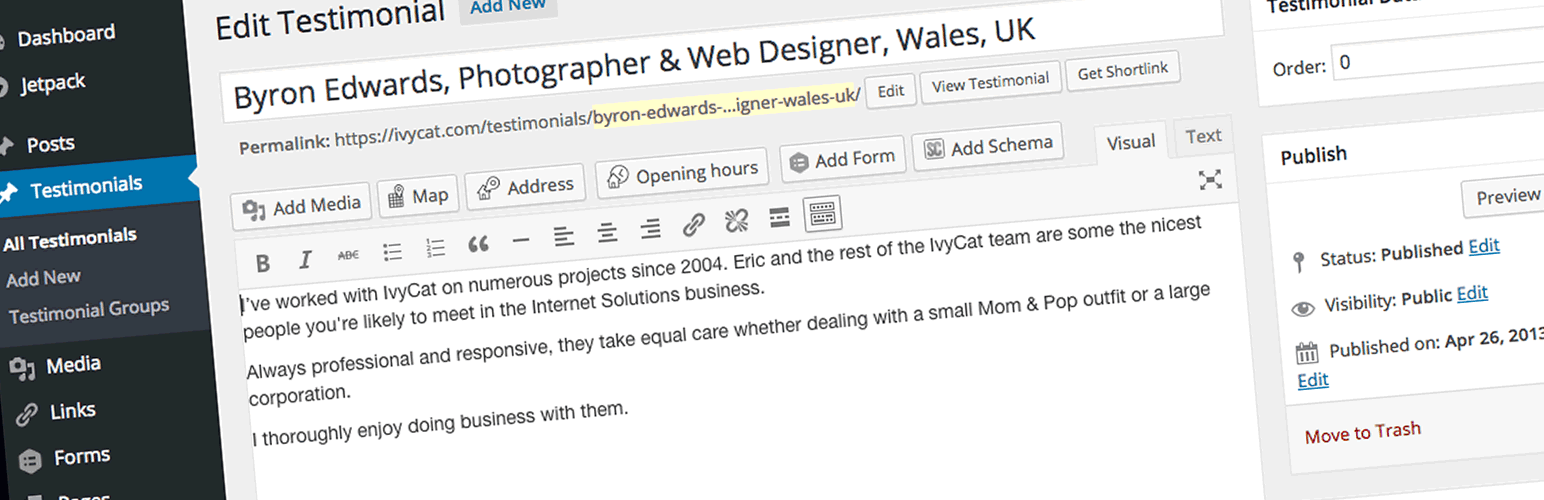 Dashboard
Jetpack
Posts
Testimonials
All Testimonials
Add New
Testimonial Groups
Media
Links
Forms
Pages
Edit Testimonial
Add New
Byron Edwards, Photographer & Web Designer, Wales, UK
Permalink: https://ivycat.com/testimonials/byron-edwards-...igner-wales-uk/ Edit View Testimonial Get Shortlink
Add Media Map Address Opening hours Add Form Add Schema Visual Text
B I ABC
I've worked with IvyCat on numerous projects since 2004. Eric and the rest of the IvyCat team are some the nicest
people you're likely to meet in the Internet Solutions business.
Always professional and responsive, they take equal care whether dealing with a small Mom & Pop outfit or a large
corporation.
I thoroughly enjoy doing business with them.
Testimonial
Order: 0
Publish
Preview
Status: Published Edit
Visibility: Public Edit
Published on: Apr 26, 2013
Edit
Move to Trash